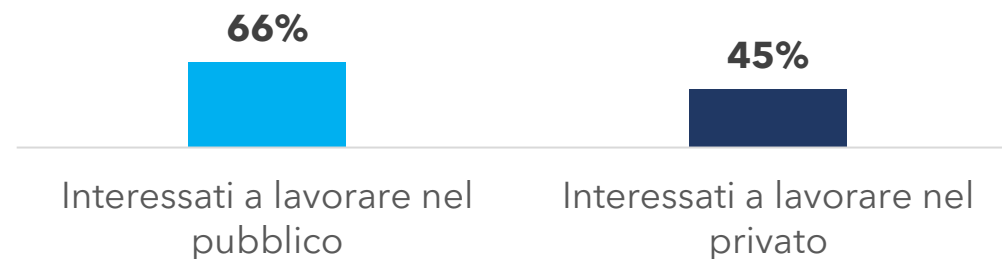 66%
45%
Interessati a lavorare nel
pubblico
Interessati a lavorare nel
privato